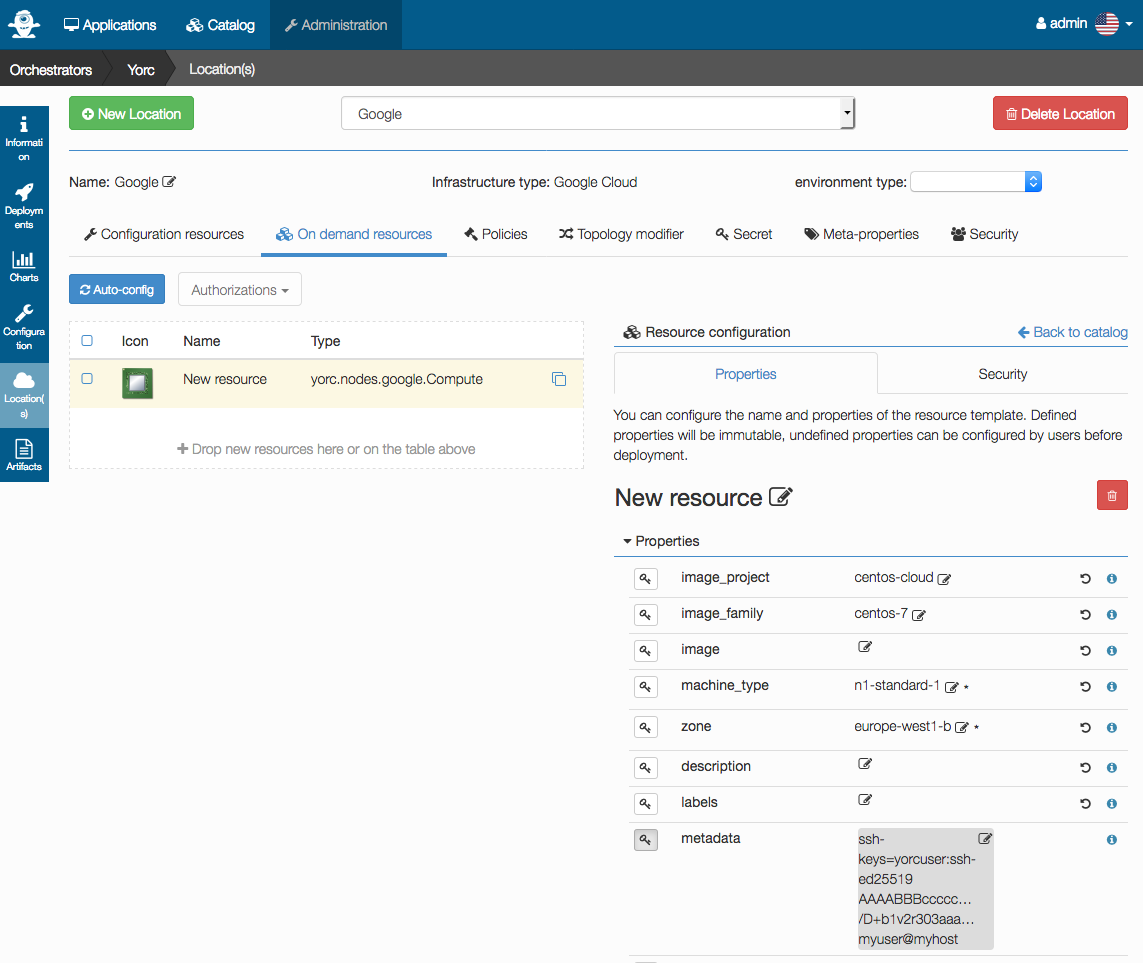 Applications Catalog Administration admin
Orchestrators Yorc Location(s)
New Location Google Delete Location
Informati
on
Deploym
ents
Charts
Configura
tion
Location(
s)
Artifacts
Name: Google Infrastructure type: Google Cloud environment type:
Configuration resources On demand resources Policies Topology modifier Secret Meta-properties Security
Auto-config Authorizations
Icon Name Type
New resource yorc.nodes.google.Compute
Drop new resources here or on the table above
Resource configuration Back to catalog
Properties Security
You can configure the name and properties of the resource template. Defined
properties will be immutable, undefined properties can be configured by users before
deployment.
New resource
Properties
image_project centos-cloud
image_family centos-7
image
machine_type n1-standard-1 *
zone europe-west1-b *
description
labels
metadata ssh-
keys=yorcuser:ssh-
ed25519
AAAABBBccccc...
/D+b1v2r303aaa...
myuser@myhost